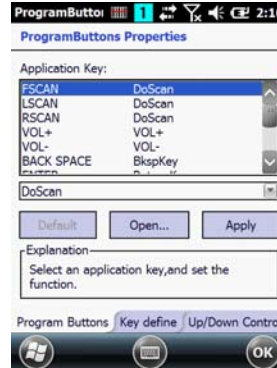 ProgramButto 1 2:1
ProgramButtons Properties
Application Key:
FSCAN DoScan
LSCAN DoScan
RSCAN DoScan
VOL+ VOL+
VOL- VOL-
BACK SPACE BkspKey
DoScan
Default Open... Apply
Explanation
Select an application key,and set the
function.
Program Buttons Key define Up/Down Contro
OK